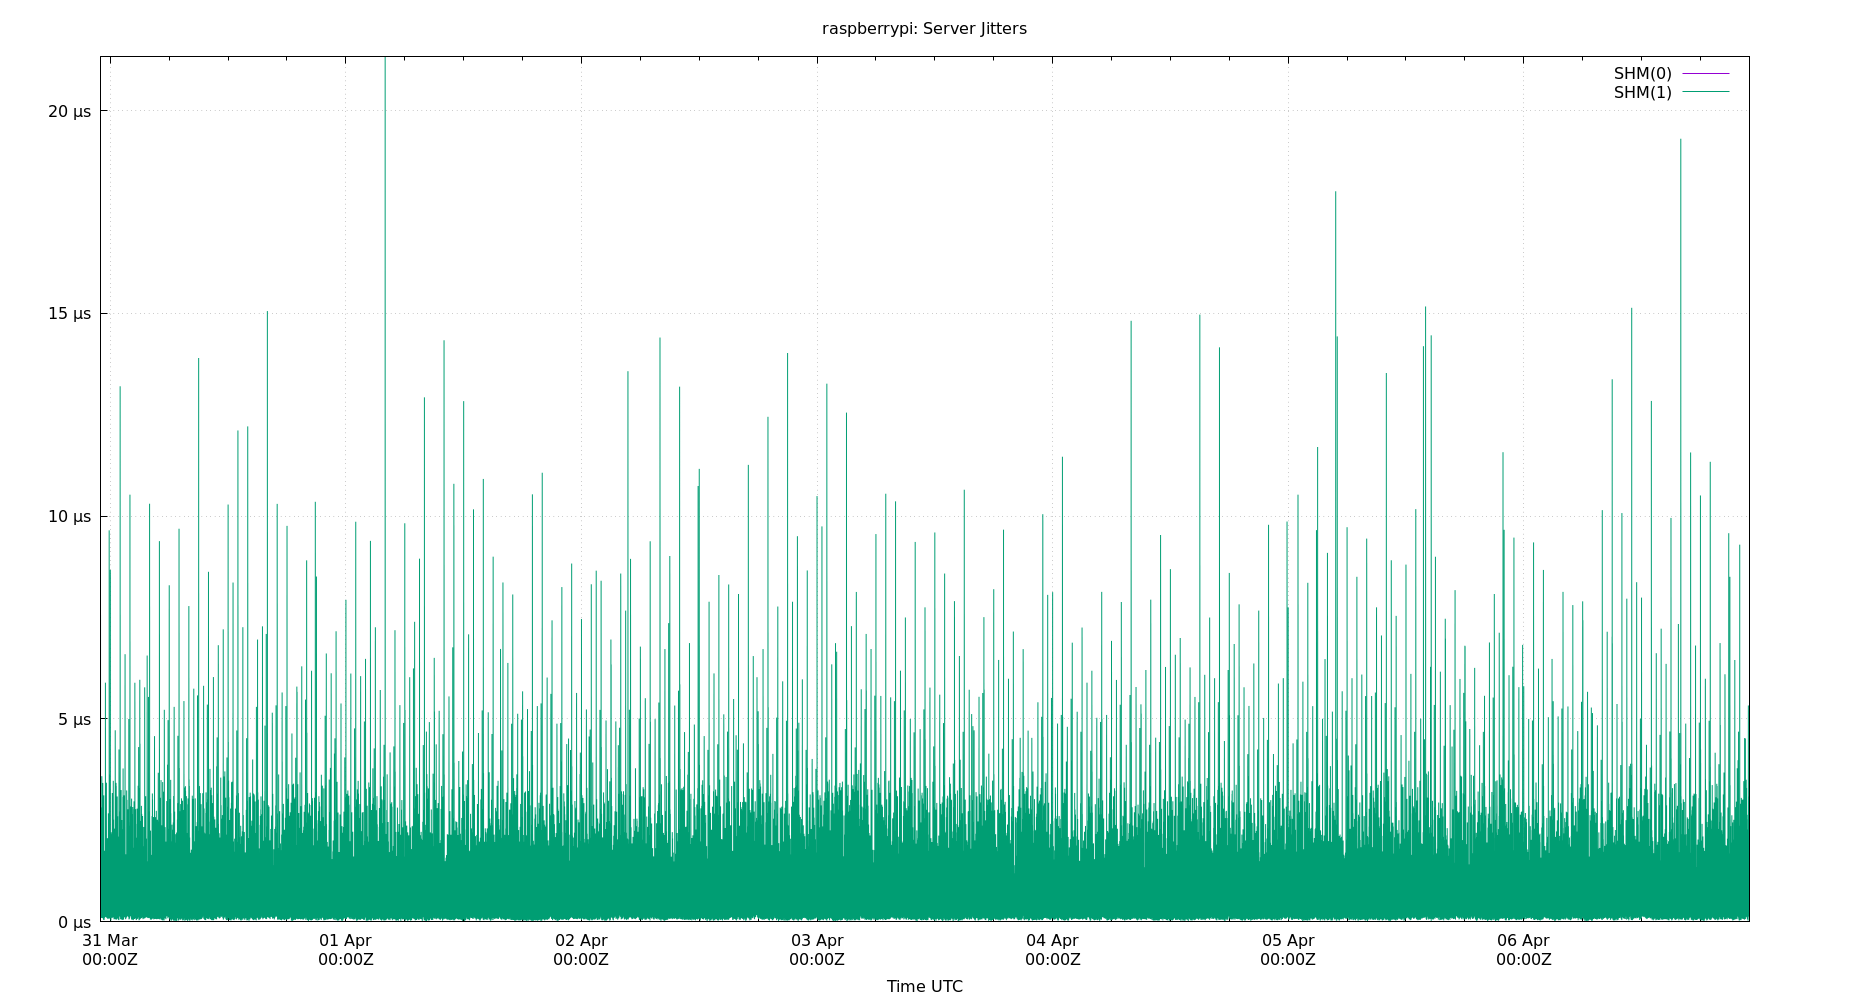 raspberrypi: Server Jitters
SHM(0)
SHM(1)
20 µs
15 µs
10 µs
5 µs
0 µs
31 Mar 01 Apr 02 Apr 03 Apr 04 Apr 05 Apr 06 Apr
00:00Z 00:00Z 00:00Z 00:00Z 00:00Z 00:00Z 00:00Z
Time UTC